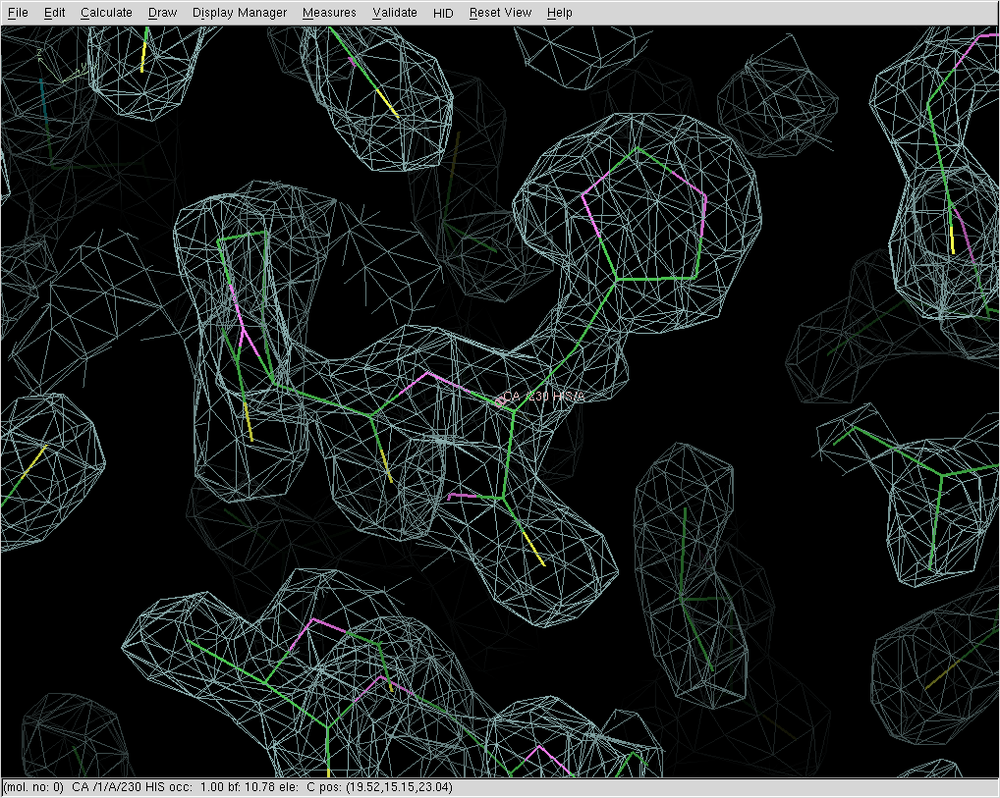 File Edit Calculate Draw Display Manager Measures Validate HID Reset View Help
CA /230 HIS/A
(mol. no: 0) CA /1/A/230 HIS occ: 1.00 bf: 10.78 ele: C pos: (19.52,15.15,23.04)